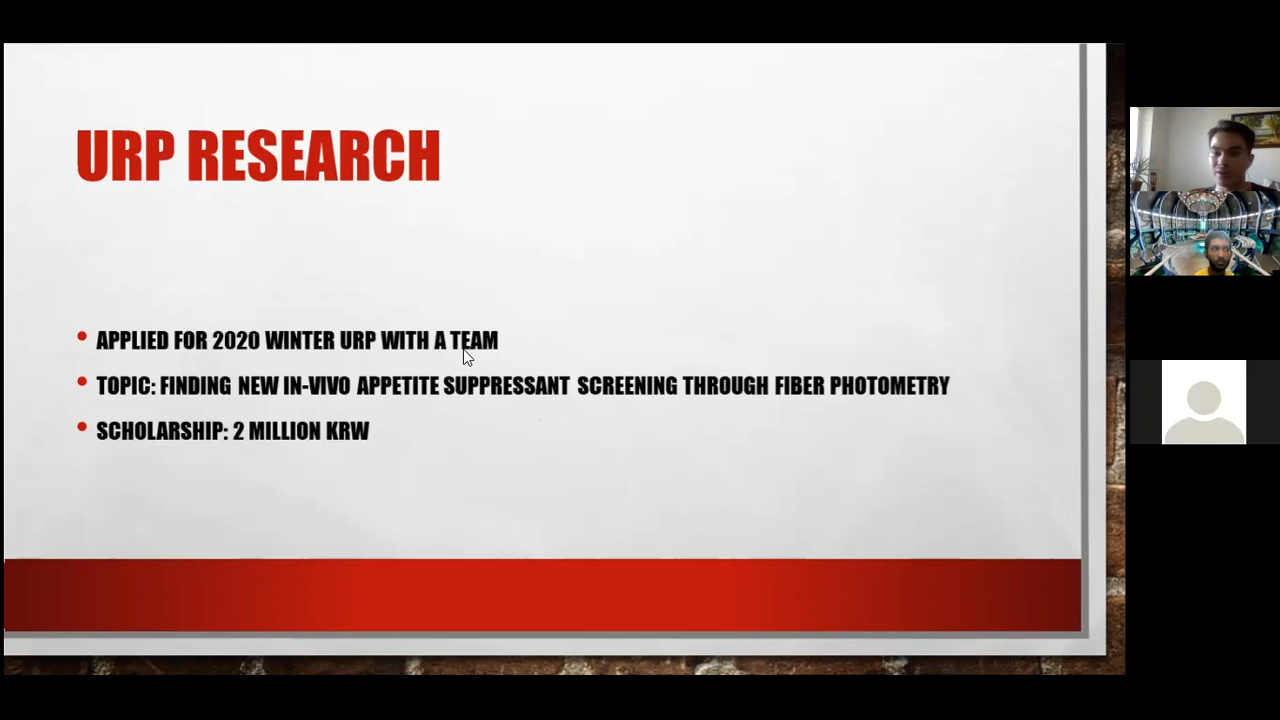 URP RESEARCH
• APPLIED FOR 2020 WINTER URP WITH A TEAM
• TOPIC: FINDING NEW IN-VIVO APPETITE SUPPRESSANT SCREENING THROUGH FIBER PHOTOMETRY
• SCHOLARSHIP: 2 MILLION KRW